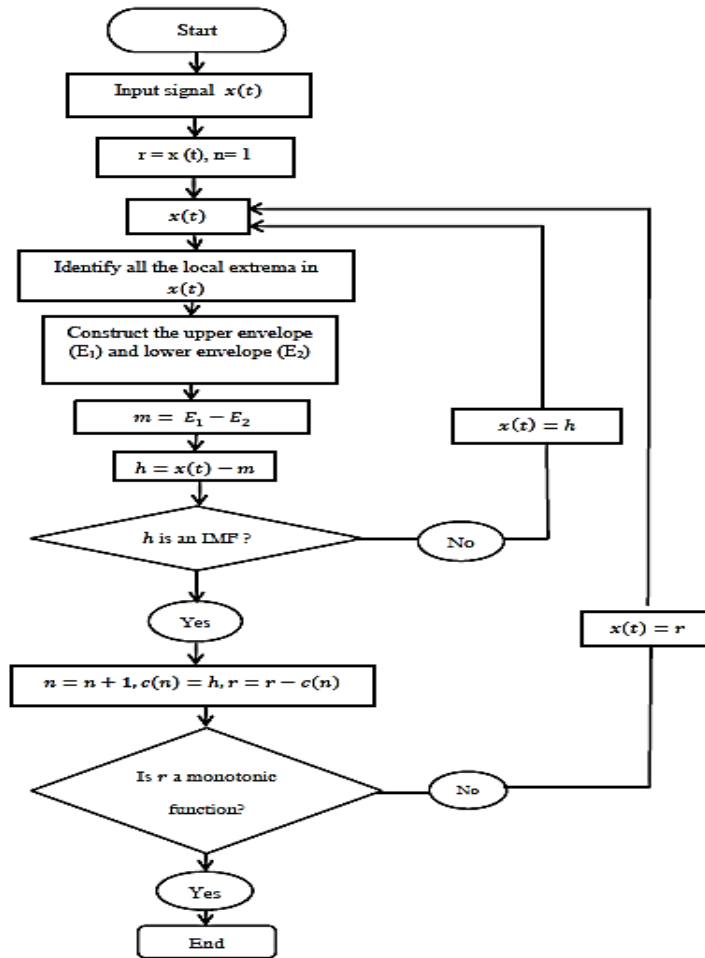 Start
Input signal x(t)
r = x (t), n= 1
x(t)
Identify all the local extrema in
x(t)
Construct the upper envelope
(E₁) and lower envelope (E₂)
m = E₁ − E₂
x(t) = h
h = x(t) − m
h is an IMF ?
No
Yes
x(t) = r
n = n + 1, c(n) = h, r = r − c(n)
Is r a monotonic
function?
No
Yes
End